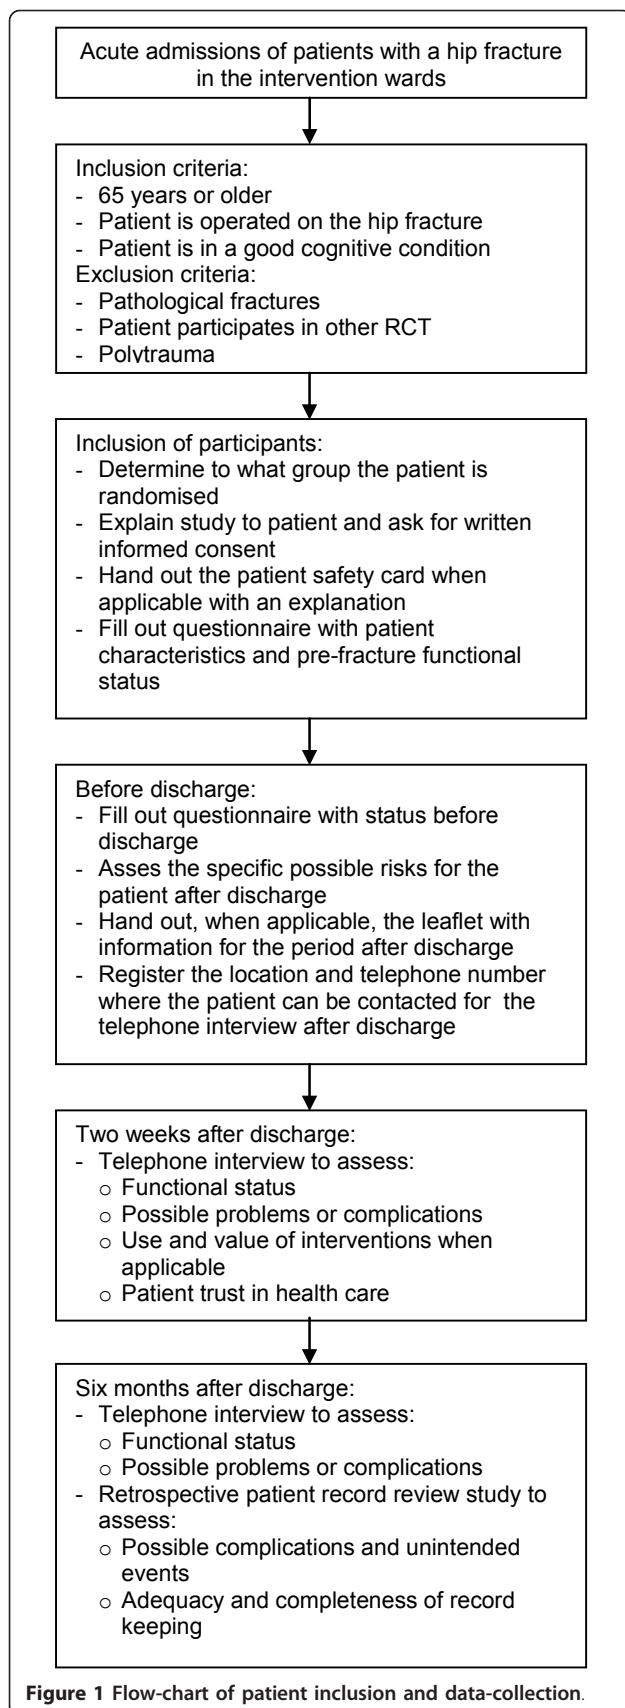 Acute admissions of patients with a hip fracture
in the intervention wards
Inclusion criteria:
- 65 years or older
- Patient is operated on the hip fracture
- Patient is in a good cognitive condition
Exclusion criteria:
- Pathological fractures
- Patient participates in other RCT
- Polytrauma
Inclusion of participants:
- Determine to what group the patient is
randomised
- Explain study to patient and ask for written
informed consent
- Hand out the patient safety card when
applicable with an explanation
- Fill out questionnaire with patient
characteristics and pre-fracture functional
status
Before discharge:
- Fill out questionnaire with status before
discharge
- Asses the specific possible risks for the
patient after discharge
- Hand out, when applicable, the leaflet with
information for the period after discharge
- Register the location and telephone number
where the patient can be contacted for the
telephone interview after discharge
Two weeks after discharge:
- Telephone interview to assess:
o Functional status
o Possible problems or complications
o Use and value of interventions when
applicable
o Patient trust in health care
Six months after discharge:
- Telephone interview to assess:
o Functional status
o Possible problems or complications
- Retrospective patient record review study to
assess:
o Possible complications and unintended
events
o Adequacy and completeness of record
keeping
Figure 1 Flow-chart of patient inclusion and data-collection.